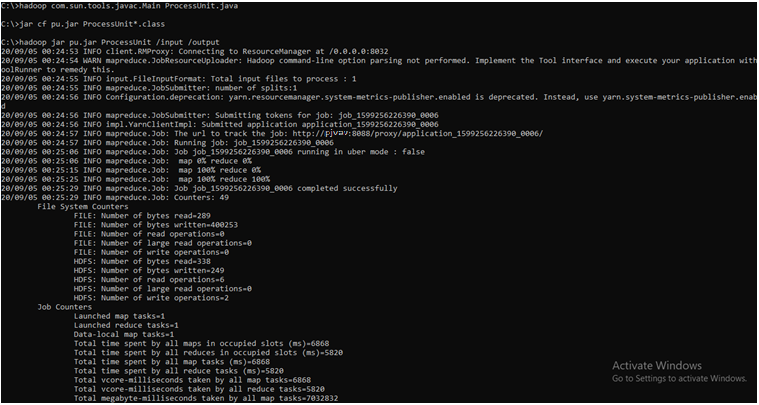 C:\>hadoop com.sun.tools.javac.Main ProcessUnit.java
C:\>jar cf pu.jar ProcessUnit*.class
C:\>hadoop jar pu.jar ProcessUnit /input /output
20/09/05 00:24:53 INFO client.RMProxy: Connecting to ResourceManager at /0.0.0.0:8032
20/09/05 00:24:54 WARN mapreduce.JobResourceUploader: Hadoop command-line option parsing not performed. Implement the Tool interface and execute your application with T
oolRunner to remedy this.
20/09/05 00:24:55 INFO input.FileInputFormat: Total input files to process : 1
20/09/05 00:24:55 INFO mapreduce.JobSubmitter: number of splits:1
20/09/05 00:24:56 INFO Configuration.deprecation: yarn.resourcemanager.system-metrics-publisher.enabled is deprecated. Instead, use yarn.system-metrics-publisher.enable
d
20/09/05 00:24:56 INFO mapreduce.JobSubmitter: Submitting tokens for job: job_1599256226390_0006
20/09/05 00:24:56 INFO impl.YarnClientImpl: Submitted application application_1599256226390_0006
20/09/05 00:24:57 INFO mapreduce.Job: The url to track the job: http://pjvav:8088/proxy/application_1599256226390_0006/
20/09/05 00:24:57 INFO mapreduce.Job: Running job: job_1599256226390_0006
20/09/05 00:25:06 INFO mapreduce.Job: Job job_1599256226390_0006 running in uber mode : false
20/09/05 00:25:06 INFO mapreduce.Job:  map 0% reduce 0%
20/09/05 00:25:15 INFO mapreduce.Job:  map 100% reduce 0%
20/09/05 00:25:25 INFO mapreduce.Job:  map 100% reduce 100%
20/09/05 00:25:29 INFO mapreduce.Job: Job job_1599256226390_0006 completed successfully
20/09/05 00:25:29 INFO mapreduce.Job: Counters: 49
File System Counters
FILE: Number of bytes read=289
FILE: Number of bytes written=400253
FILE: Number of read operations=0
FILE: Number of large read operations=0
FILE: Number of write operations=0
HDFS: Number of bytes read=338
HDFS: Number of bytes written=249
HDFS: Number of read operations=6
HDFS: Number of large read operations=0
HDFS: Number of write operations=2
Job Counters
Launched map tasks=1
Launched reduce tasks=1
Data-local map tasks=1
Total time spent by all maps in occupied slots (ms)=6868
Total time spent by all reduces in occupied slots (ms)=5820
Total time spent by all map tasks (ms)=6868
Total time spent by all reduce tasks (ms)=5820
Total vcore-milliseconds taken by all map tasks=6868
Total vcore-milliseconds taken by all reduce tasks=5820
Total megabyte-milliseconds taken by all map tasks=7032832
Activate Windows
Go to Settings to activate Windows.